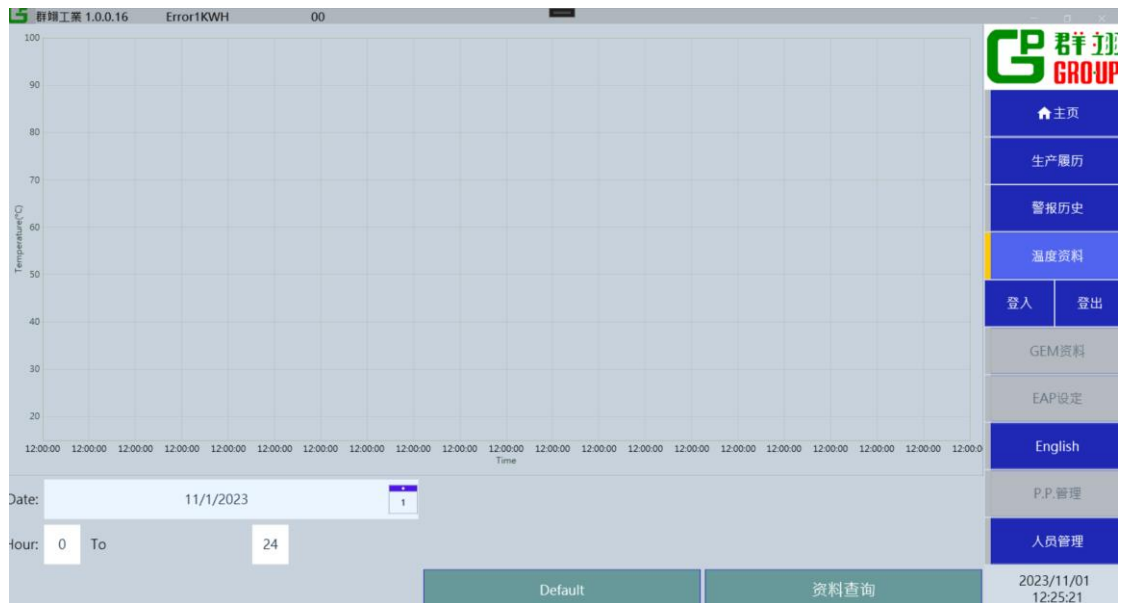 群翊工業 1.0.0.16 Error1KWH 00
GP 群翊
GROUP
100
90
80
70
60
50
40
30
20
Temperature(°C)
12:00:00 12:00:00 12:00:00 12:00:00 12:00:00 12:00:00 12:00:00 12:00:00 12:00:00 12:00:00 12:00:00 12:00:00 12:00:00 12:00:00 12:00:00 12:00:00 12:00:00 12:00:00 12:00:00 12:00:00 12:00:0
Time
主页
生产履历
警报历史
温度资料
登入 登出
GEM资料
EAP设定
English
P.P.管理
人员管理
Date: 11/1/2023 1
Hour: 0 To 24
Default 资料查询
2023/11/01
12:25:21